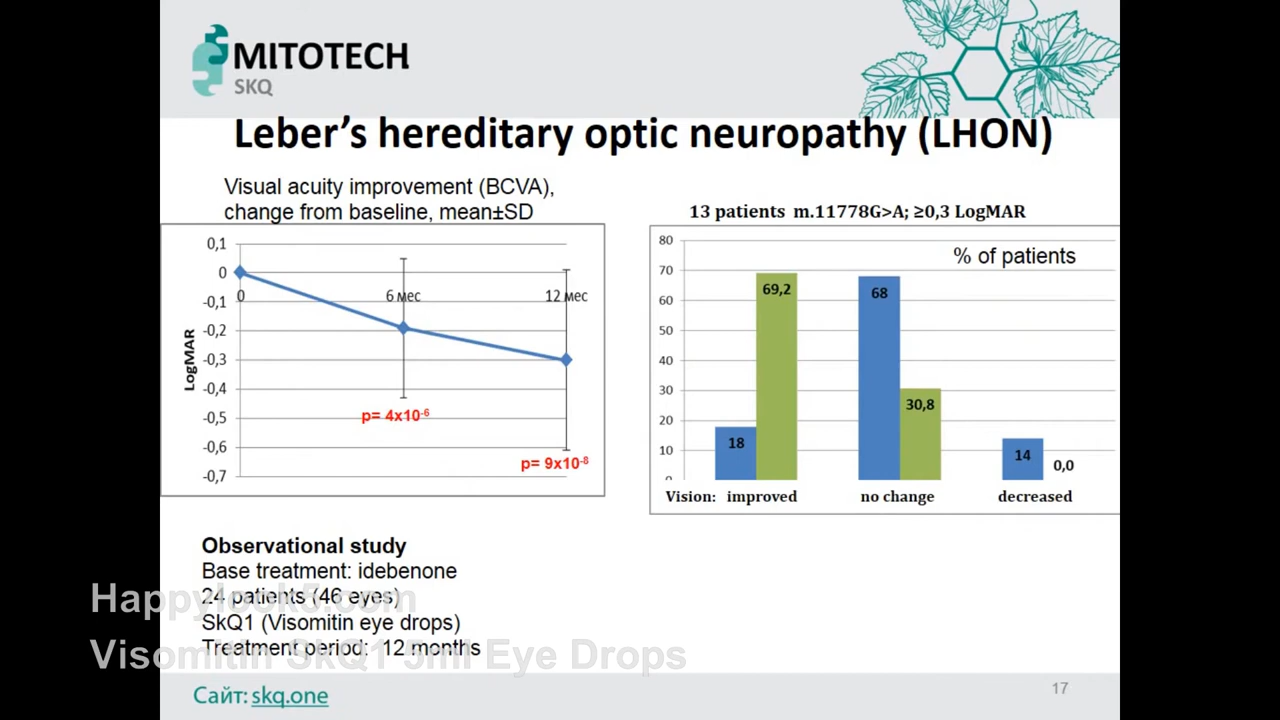 MITOTECH
SKQ
Leber's hereditary optic neuropathy (LHON)
Visual acuity improvement (BCVA),
change from baseline, mean±SD
0,1
0
-0,1
-0,2
-0,3
-0,4
-0,5
-0,6
-0,7
LogMAR
0
6 мес
12 мес
p= 4x10-6
p= 9x10-8
13 patients m.11778G>A; ≥0,3 LogMAR
% of patients
80
70
60
50
40
30
20
10
0
18
69,2
68
30,8
14
0,0
Vision: improved no change decreased
Observational study
Base treatment: idebenone
24 patients (46 eyes)
SkQ1 (Visomitin eye drops)
Treatment period: 12 months
Happylook5.com
Visomitin SkQ1 5ml Eye Drops
Сайт: skq.one
17